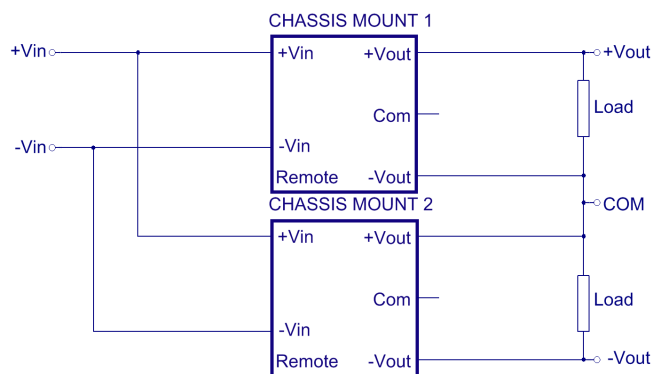 CHASSIS MOUNT 1
+Vin
+Vin
+Vout
+Vout
Load
Com
-Vin
-Vin
Remote
-Vout
CHASSIS MOUNT 2
COM
+Vin
+Vout
Com
Load
-Vin
Remote
-Vout
-Vout